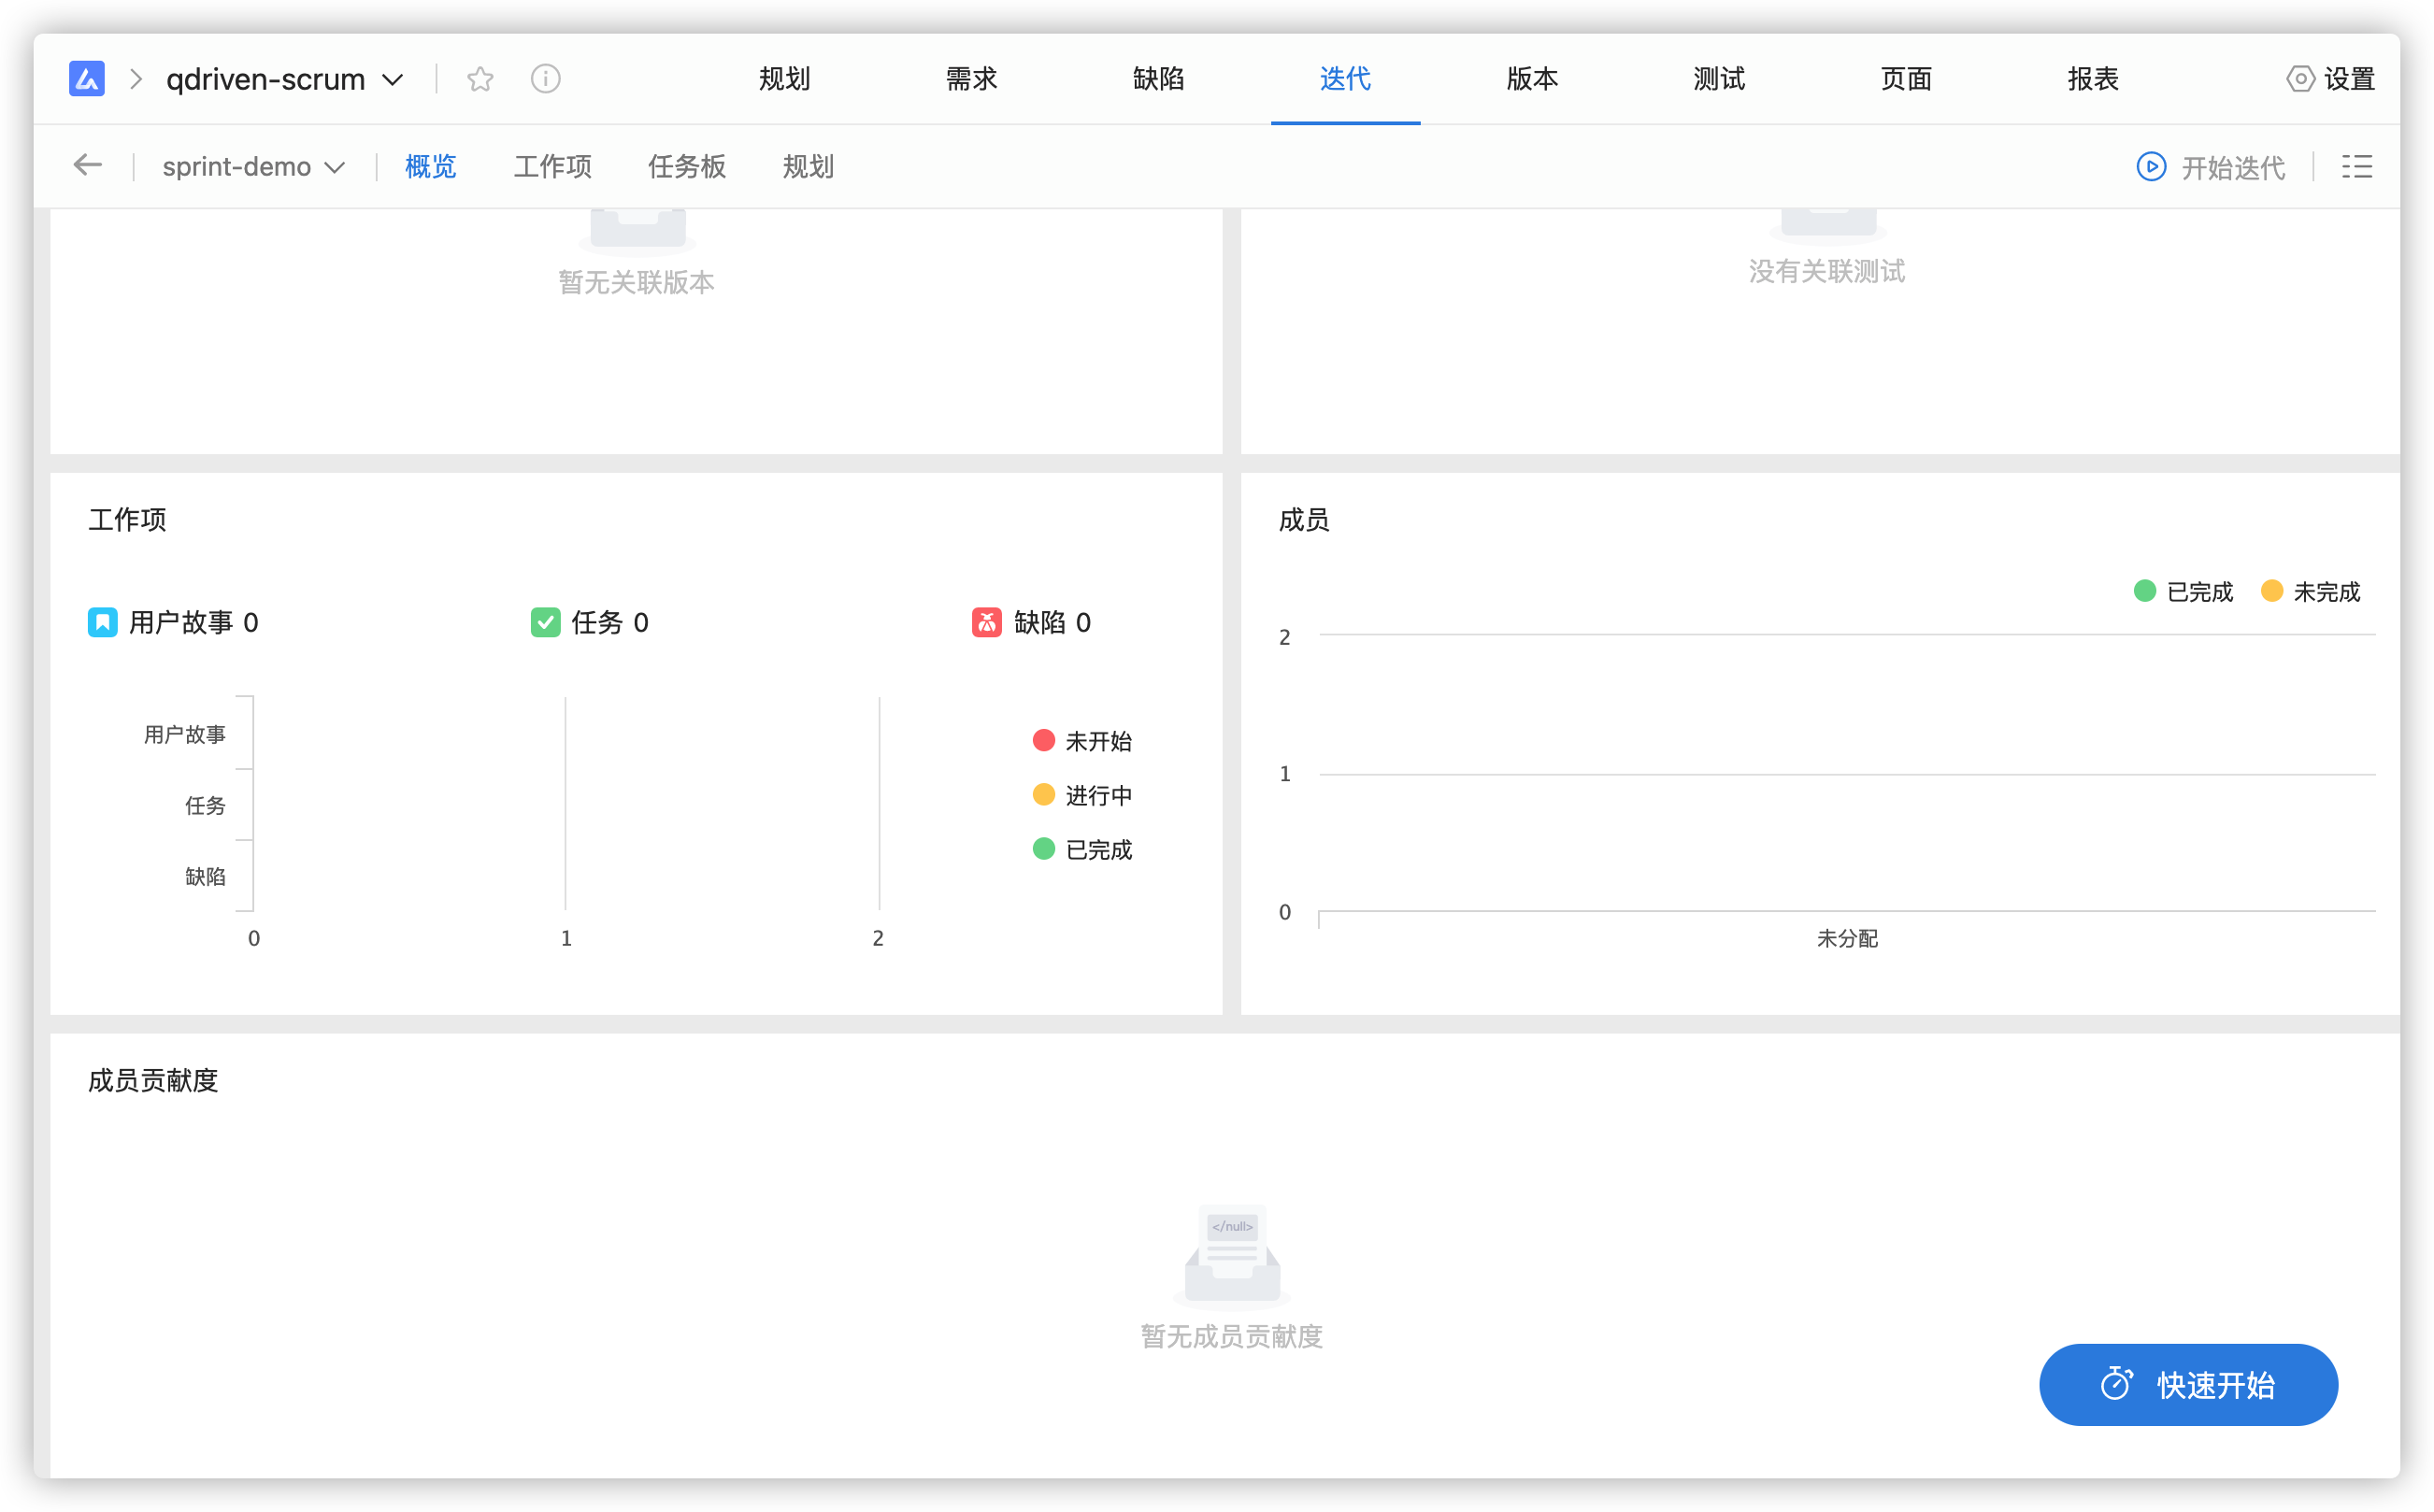 qdriven-scrum 规划 需求 缺陷 迭代 版本 测试 页面 报表 设置
sprint-demo 概览 工作项 任务板 规划 开始迭代
暂无关联版本
没有关联测试
工作项
用户故事 0 任务 0 缺陷 0
用户故事
任务
缺陷
0 1 2
未开始
进行中
已完成
成员
已完成 未完成
2
1
0
未分配
成员贡献度
</null>
暂无成员贡献度
快速开始